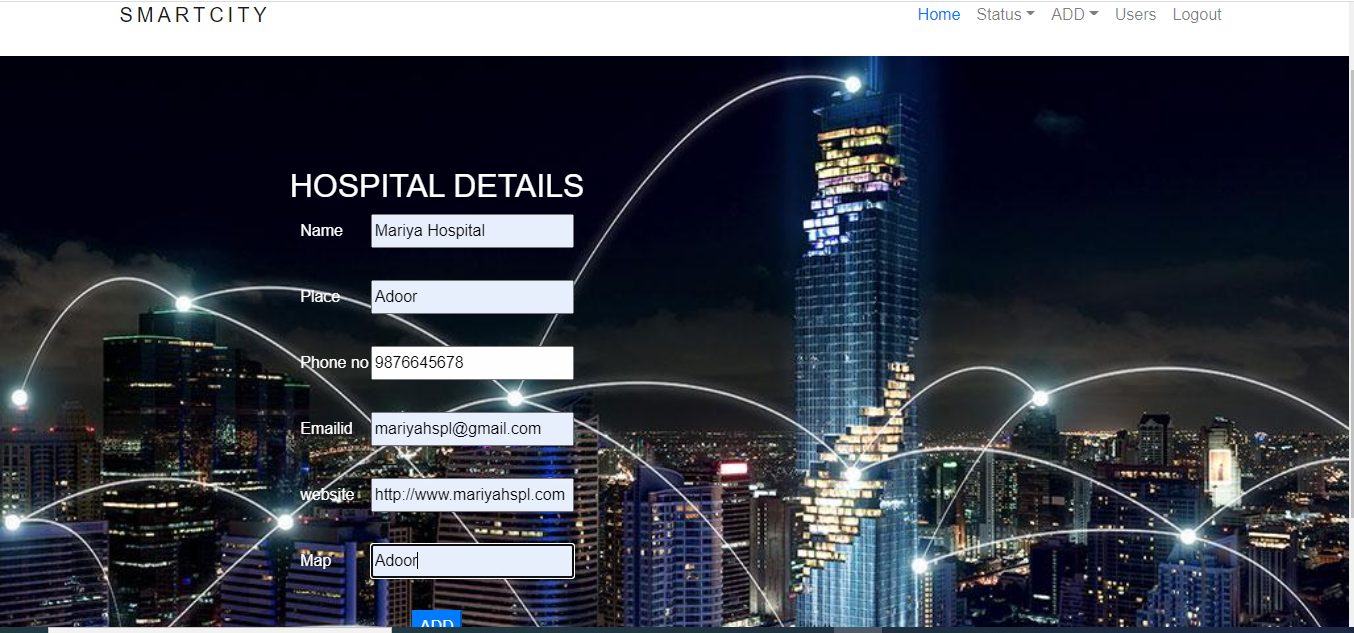 SMARTCITY
Home Status ADD Users Logout
HOSPITAL DETAILS
Name Mariya Hospital
Place Adoor
Phone no 9876645678
Emailid mariyahspl@gmail.com
website http://www.mariyahspl.com
Map Adoor
ADD